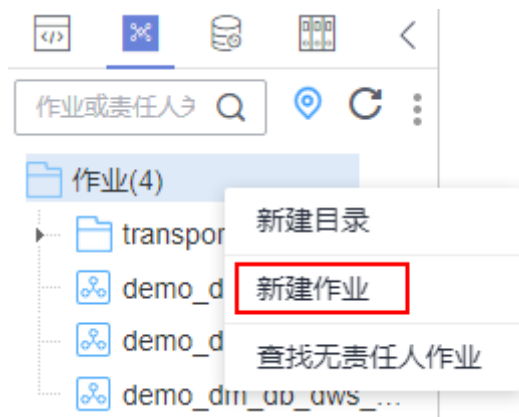 作业或责任人
作业(4)
新建目录
transpor
新建作业
demo_d
demo_d
查找无责任人作业
demo_dm_db_dws_...